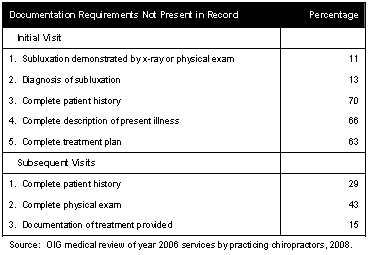 Documentation Requirements Not Present in Record Percentage
Initial Visit
1. Subluxation demonstrated by x-ray or physical exam 11
2. Diagnosis of subluxation 13
3. Complete patient history 70
4. Complete description of present illness 66
5. Complete treatment plan 63
Subsequent Visits
1. Complete patient history 29
2. Complete physical exam 43
3. Documentation of treatment provided 15
Source: OIG medical review of year 2006 services by practicing chiropractors, 2008.